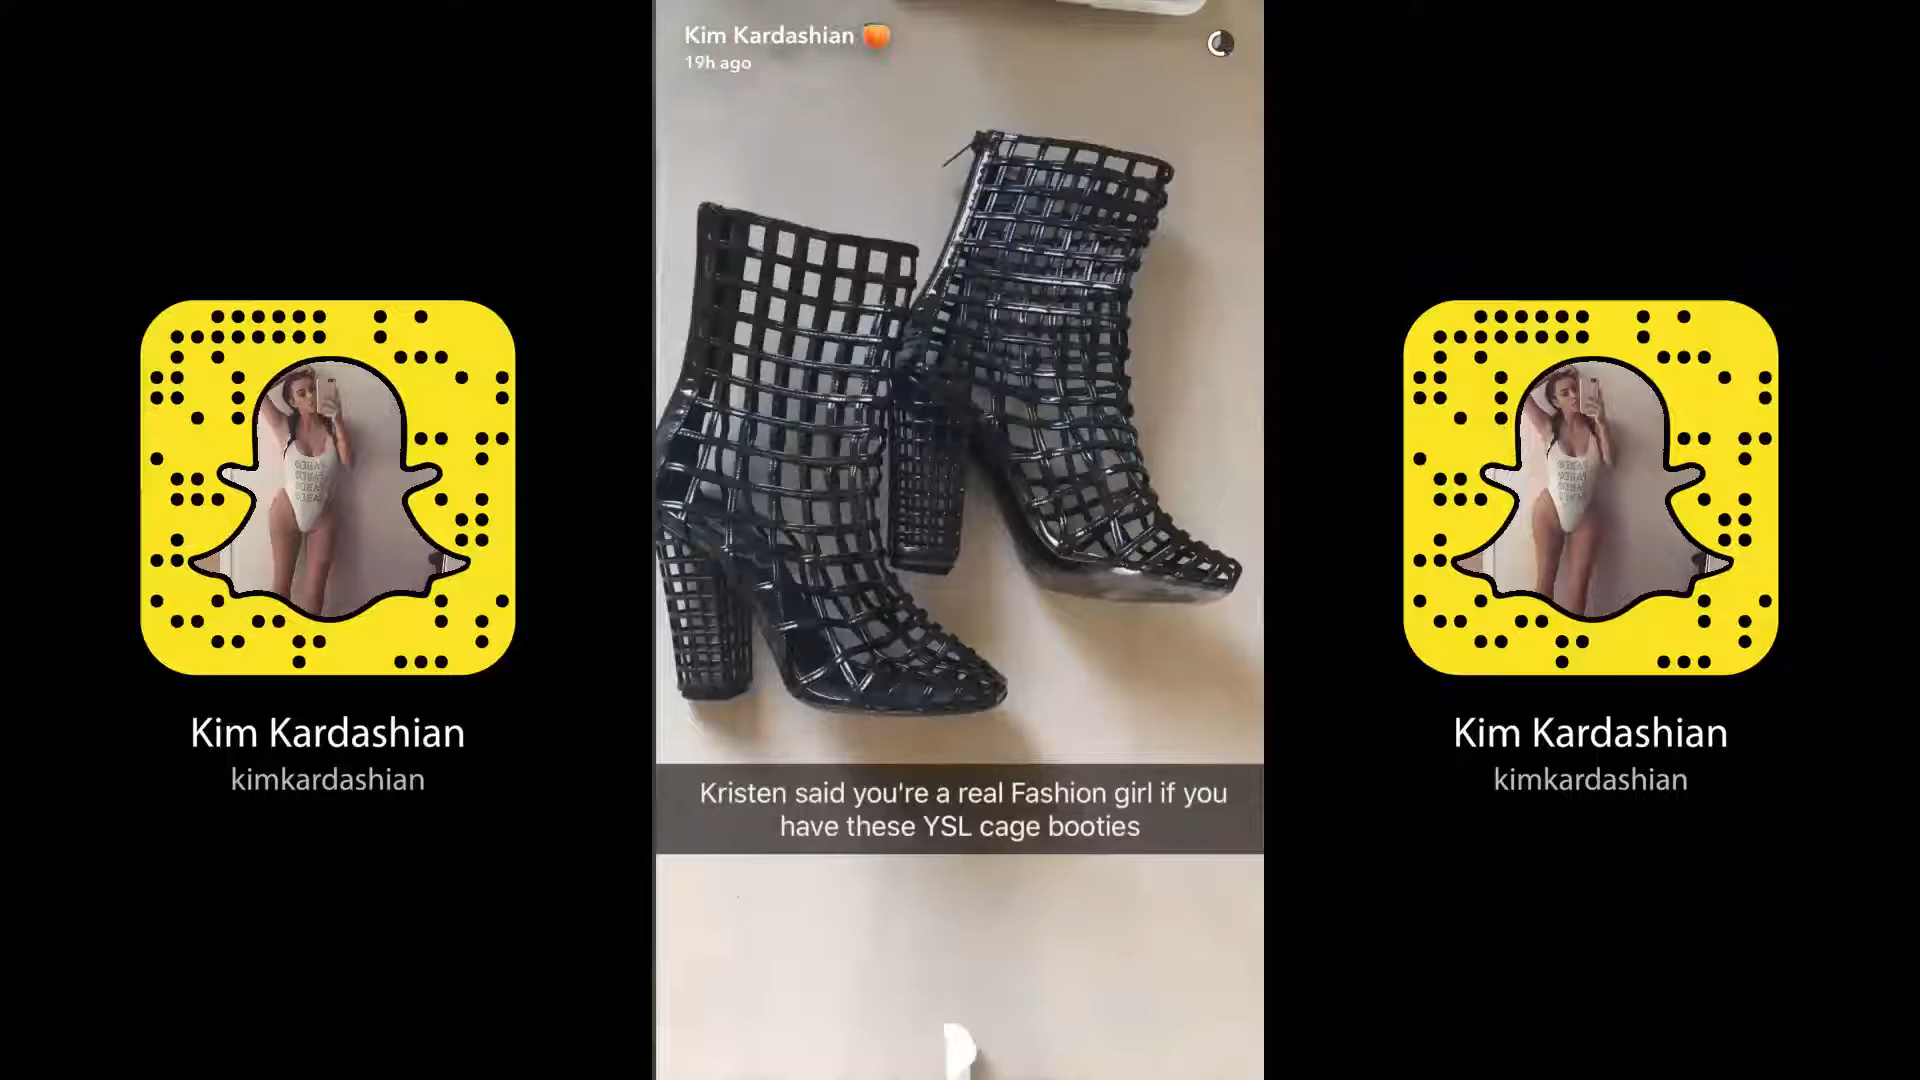 Kim Kardashian 🍑
19h ago
Kristen said you're a real Fashion girl if you
have these YSL cage booties
Kim Kardashian
kimkardashian
Kim Kardashian
kimkardashian